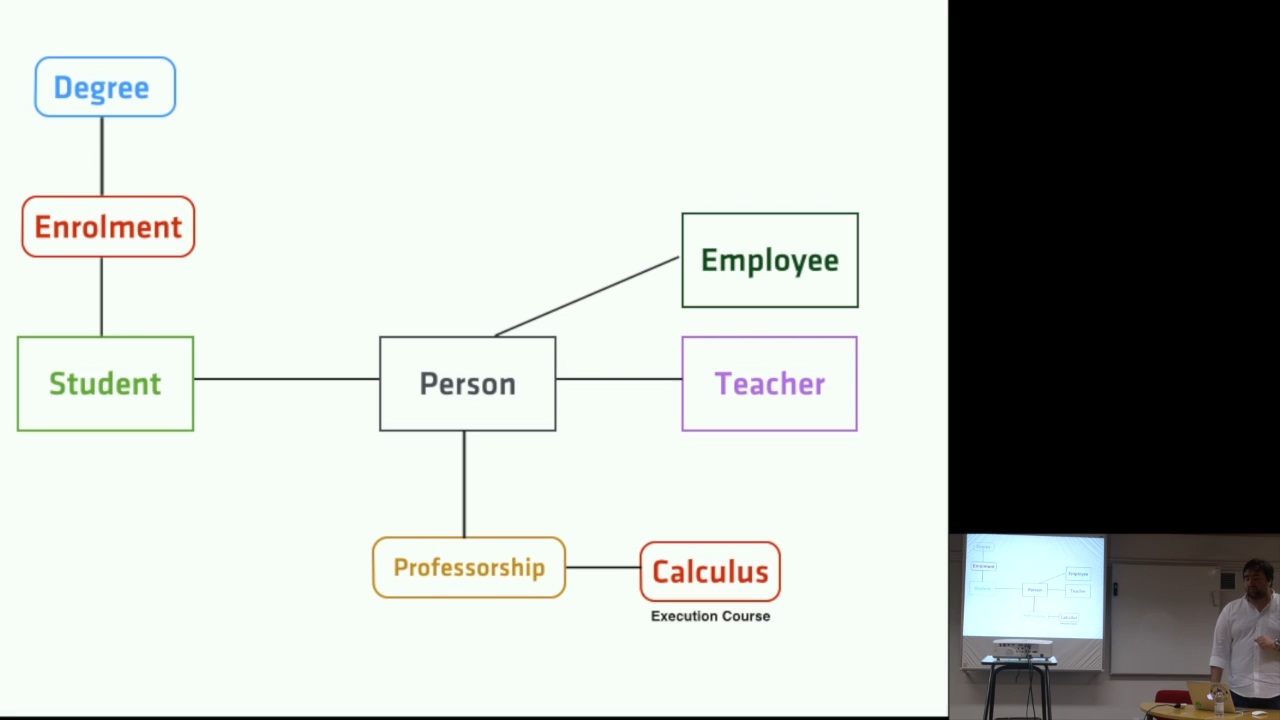 Degree
Enrolment
Employee
Student
Person
Teacher
Professorship
Calculus
Execution Course